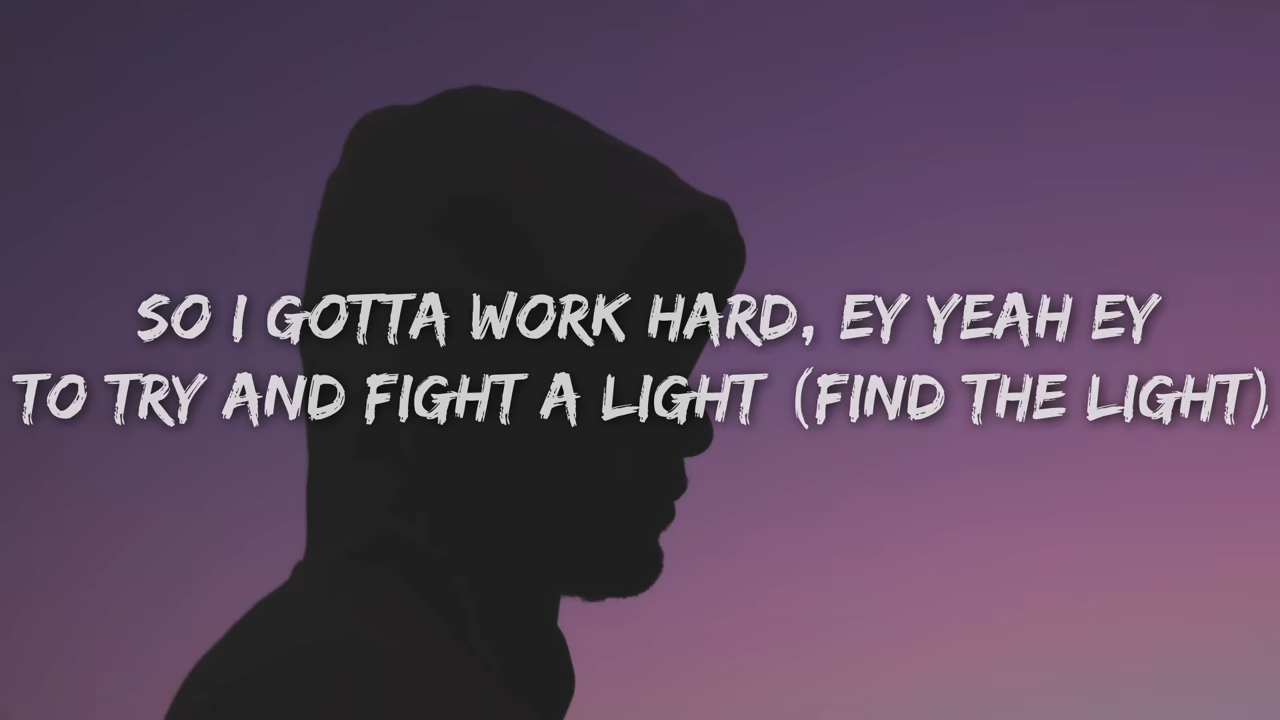 SO I GOTTA WORK HARD, EY YEAH EY
TO TRY AND FIGHT A LIGHT (FIND THE LIGHT)